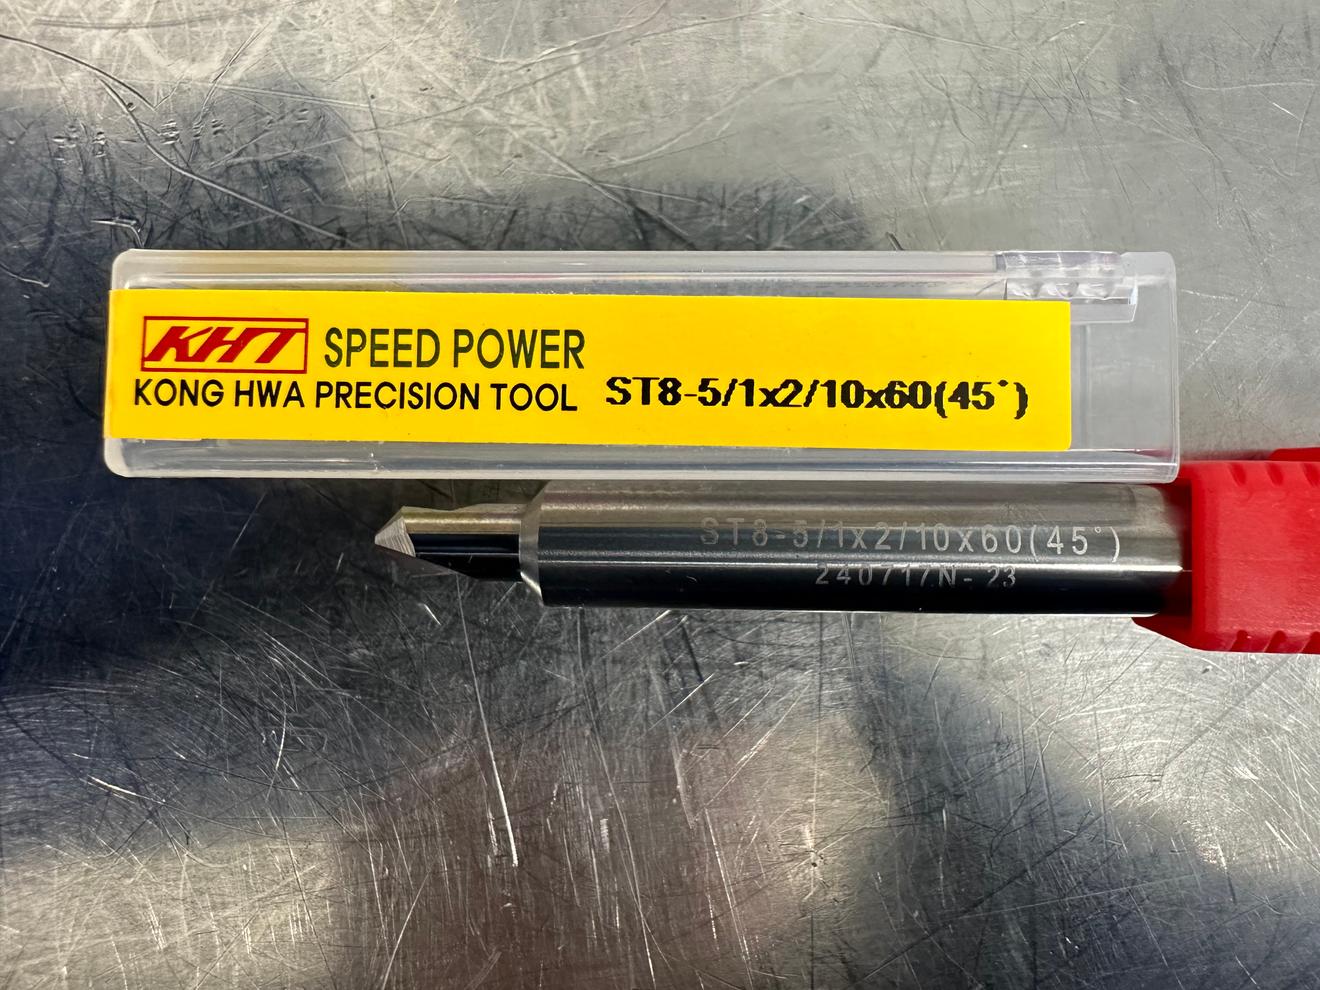 KHT SPEED POWER
KONG HWA PRECISION TOOL ST8-5/1x2/10x60(45°)
ST8-5/1x2/10x60(45°)
240717N-23